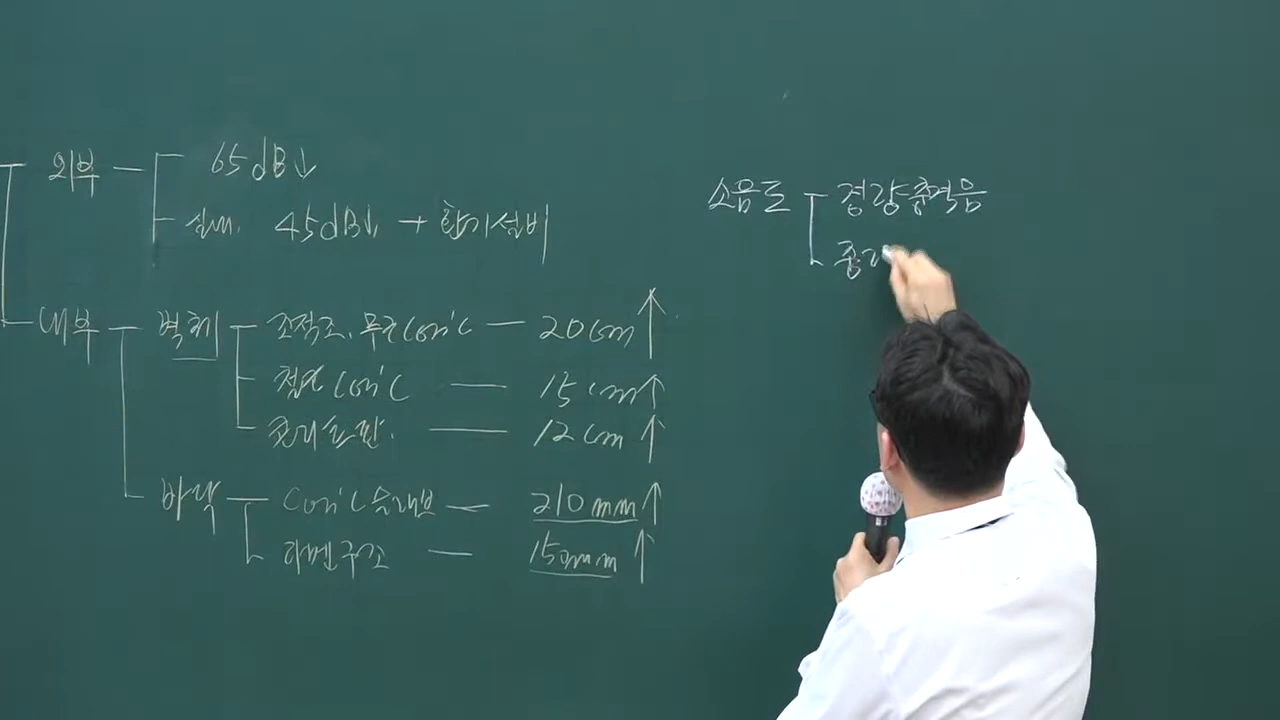 외부 65dB↓
실내. 45dB↓ + 환기설비
내부 벽체 조적조, 무근con'c — 20cm↑
철근con'c — 15cm↑
콘크리트판. — 12cm↑
바닥 con'c슬래브 — 210mm↑
라멘구조 — 150mm↑
소음도 경량충격음
중